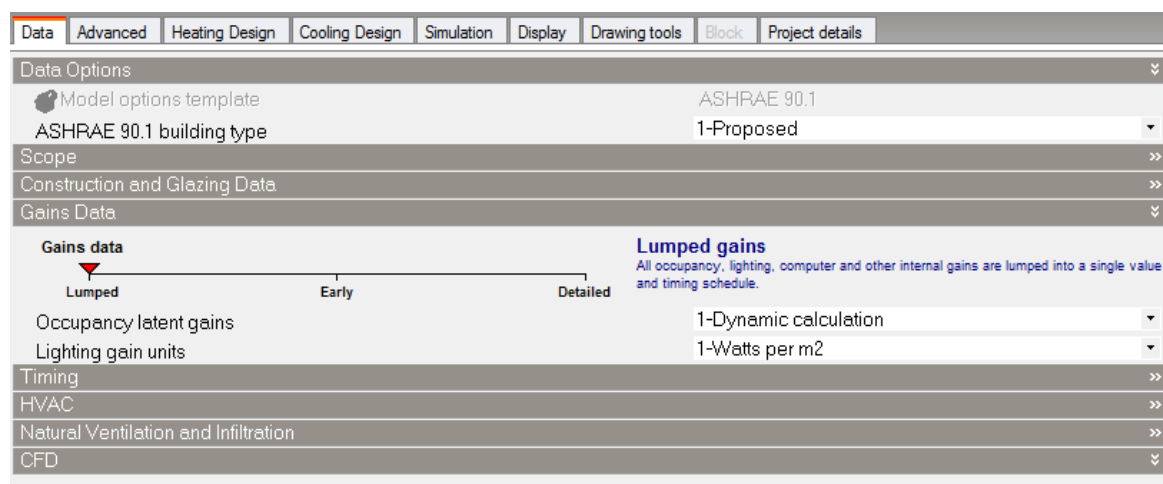 Data Advanced Heating Design Cooling Design Simulation Display Drawing tools Block Project details
Data Options
Model options template ASHRAE 90.1
ASHRAE 90.1 building type 1-Proposed
Scope
Construction and Glazing Data
Gains Data
Gains data
Lumped Early Detailed
Lumped gains
All occupancy, lighting, computer and other internal gains are lumped into a single value
and timing schedule.
Occupancy latent gains 1-Dynamic calculation
Lighting gain units 1-Watts per m2
Timing
HVAC
Natural Ventilation and Infiltration
CFD